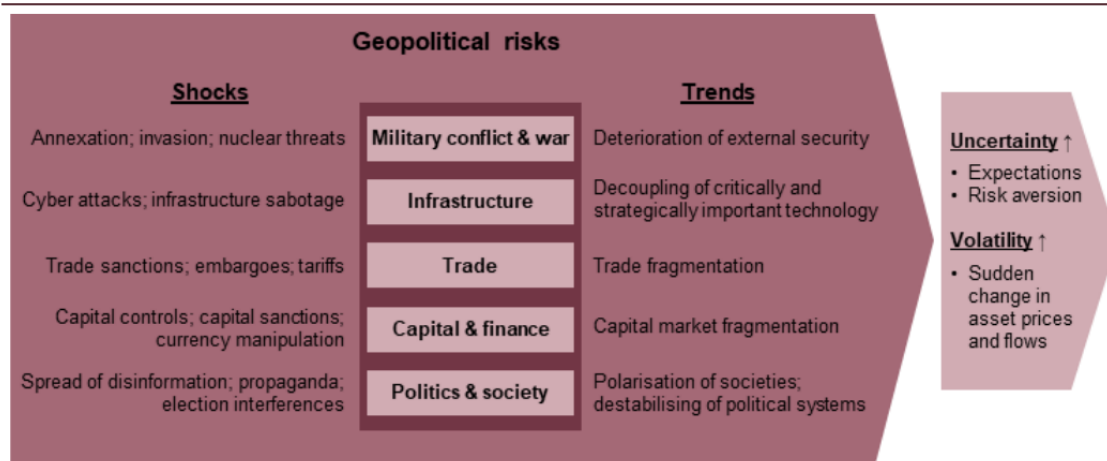 Geopolitical risks
Shocks
Trends
Annexation; invasion; nuclear threats
Military conflict & war
Deterioration of external security
Cyber attacks; infrastructure sabotage
Infrastructure
Decoupling of critically and
strategically important technology
Trade sanctions; embargoes; tariffs
Trade
Trade fragmentation
Capital controls; capital sanctions;
currency manipulation
Capital & finance
Capital market fragmentation
Spread of disinformation; propaganda;
election interferences
Politics & society
Polarisation of societies;
destabilising of political systems
Uncertainty ↑
• Expectations
• Risk aversion
Volatility ↑
• Sudden
change in
asset prices
and flows